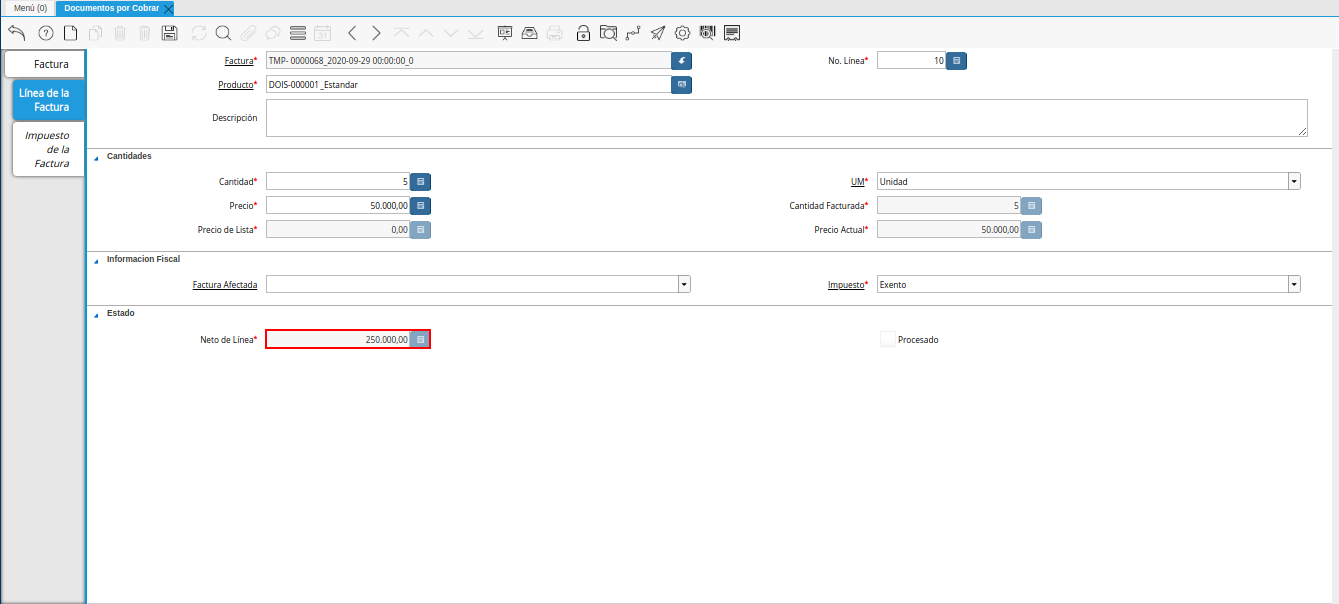 Menú (0)
Documentos por Cobrar
Factura
Línea de la
Factura
Impuesto
de la
Factura
Factura* TMP- 0000068_2020-09-29 00:00:00_0
No. Línea* 10
Producto* DOIS-000001 _Estandar
Descripción
Cantidades
Cantidad* 5
UM* Unidad
Precio* 50.000,00
Cantidad Facturada* 5
Precio de Lista* 0,00
Precio Actual* 50.000,00
Informacion Fiscal
Factura Afectada
Impuesto* Exento
Estado
Neto de Línea* 250.000,00
Procesado